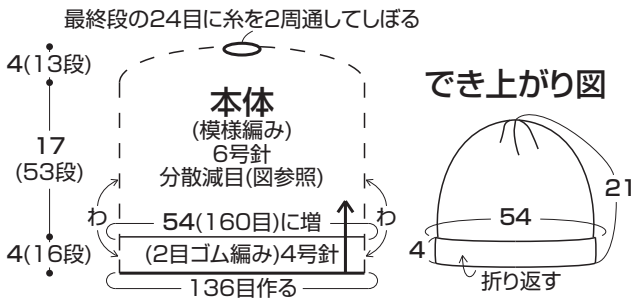 最終段の24目に糸を2周通してしぼる
4(13段)
17
(53段)
4(16段)
本体
(模様編み)
6号針
分散減目(図参照)
わ
わ
54(160目)に増
(2目ゴム編み)4号針
136目作る
でき上がり図
21
54
4
折り返す